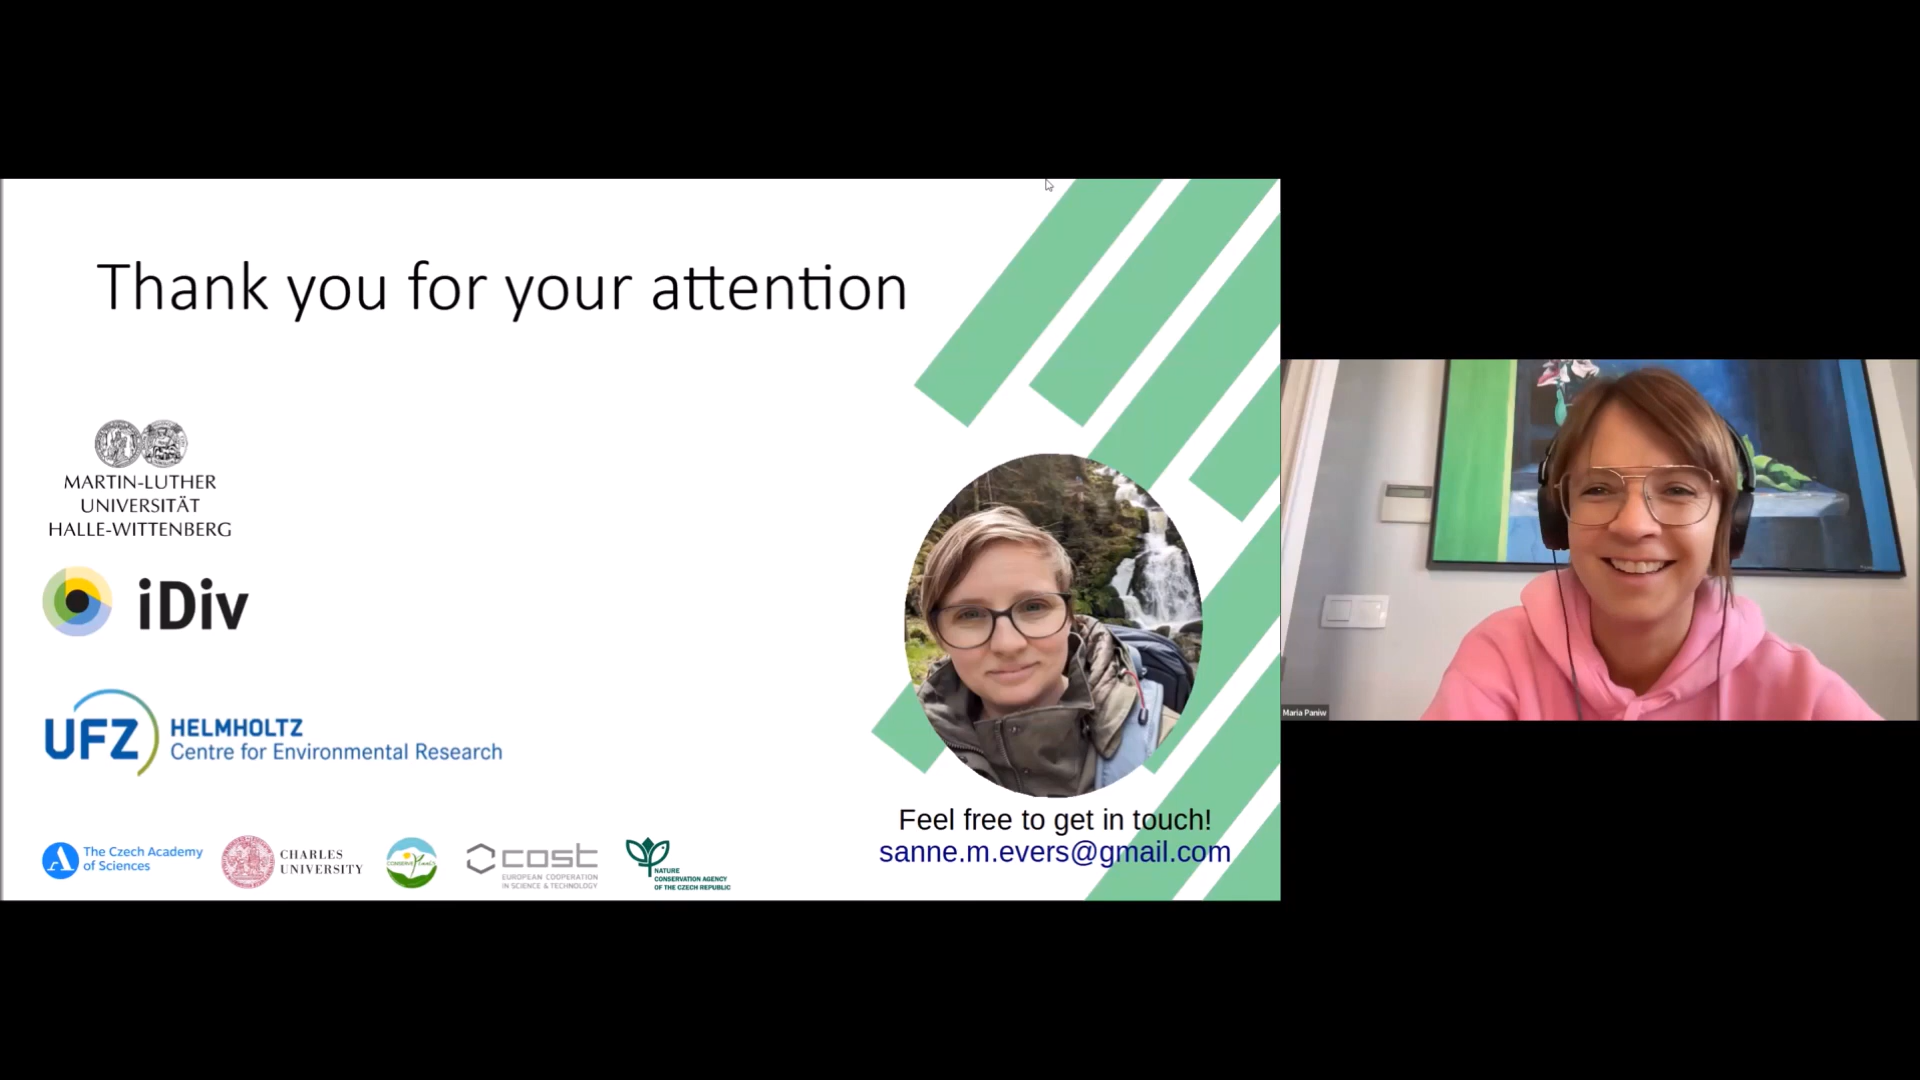 Thank you for your attention
MARTIN-LUTHER
UNIVERSITÄT
HALLE-WITTENBERG
iDiv
UFZ HELMHOLTZ
Centre for Environmental Research
The Czech Academy
of Sciences
CHARLES
UNIVERSITY
cost
EUROPEAN COOPERATION
IN SCIENCE & TECHNOLOGY
NATURE
CONSERVATION AGENCY
OF THE CZECH REPUBLIC
Feel free to get in touch!
sanne.m.evers@gmail.com
Maria Paniw